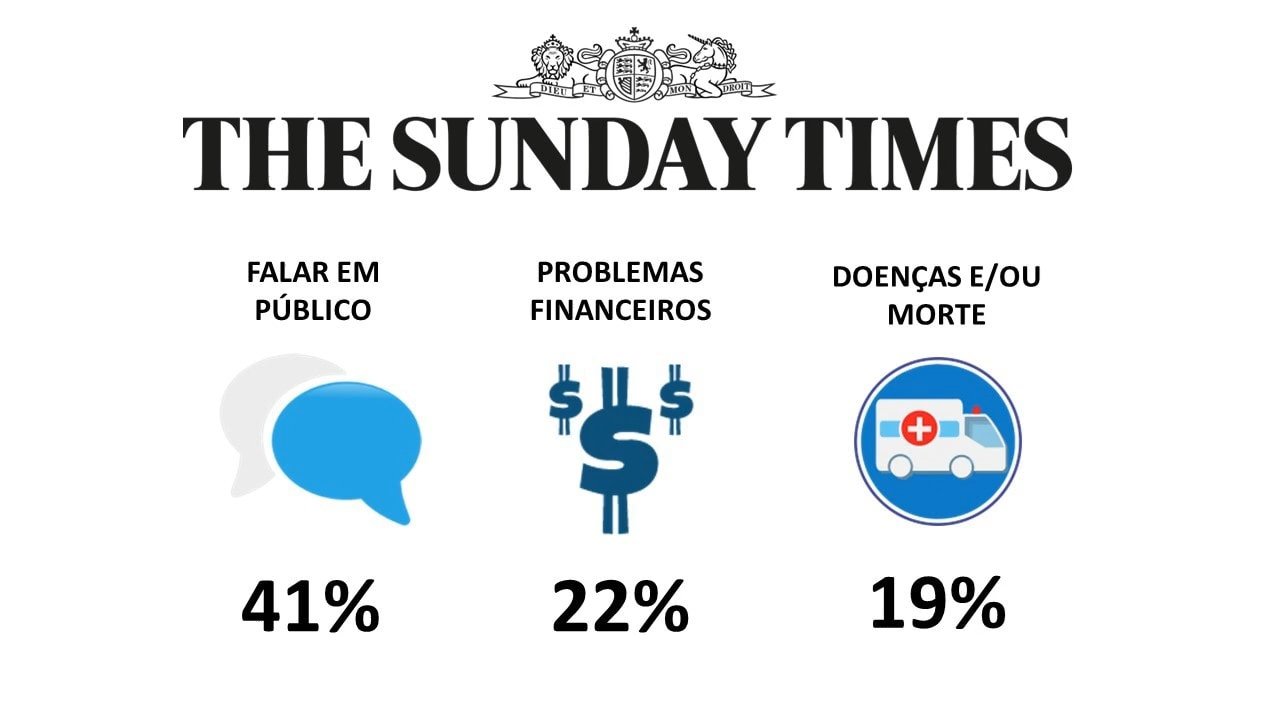 DIEU ET MON DROIT
THE SUNDAY TIMES
FALAR EM
PÚBLICO
PROBLEMAS
FINANCEIROS
DOENÇAS E/OU
MORTE
$ $ $
41%
22%
19%